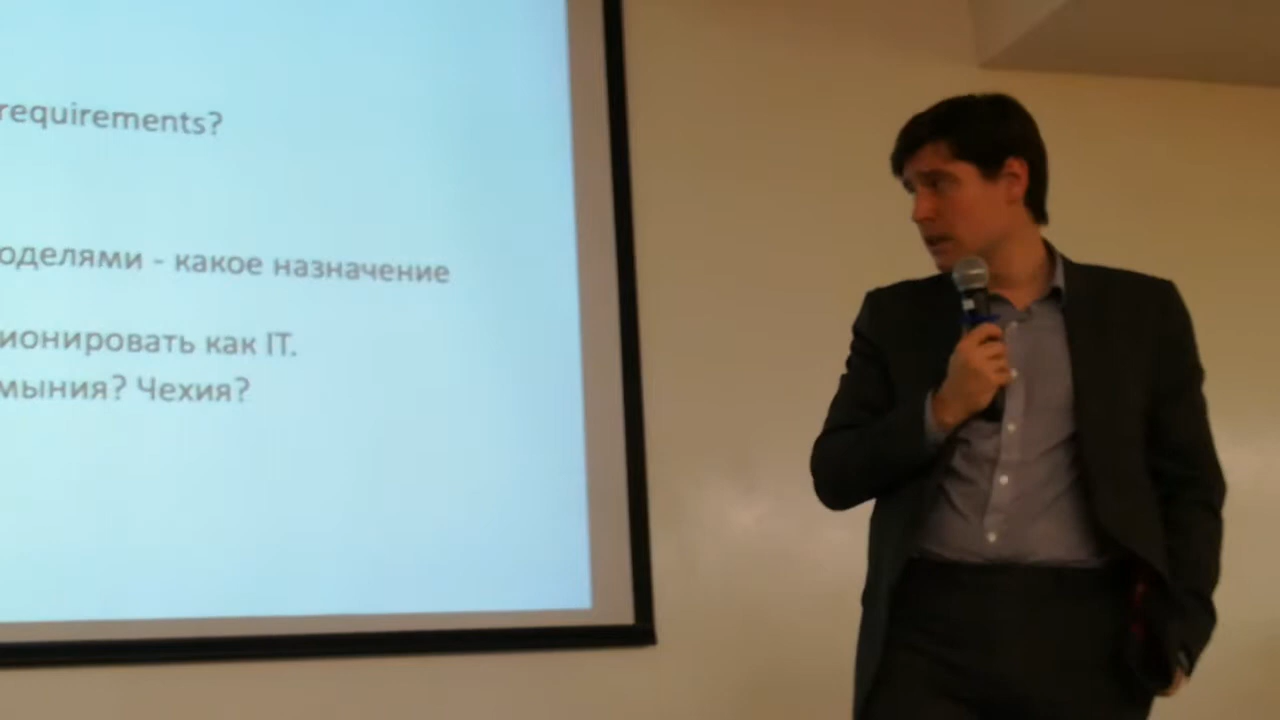 requirements?
оделями - какое назначение
ионировать как IT.
мыния? Чехия?